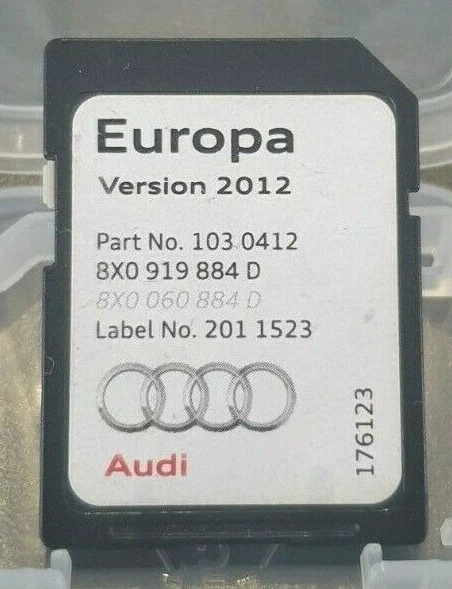 Europa
Version 2012
Part No. 103 0412
8X0 919 884 D
8X0 060 884 D
Label No. 201 1523
Audi
176123